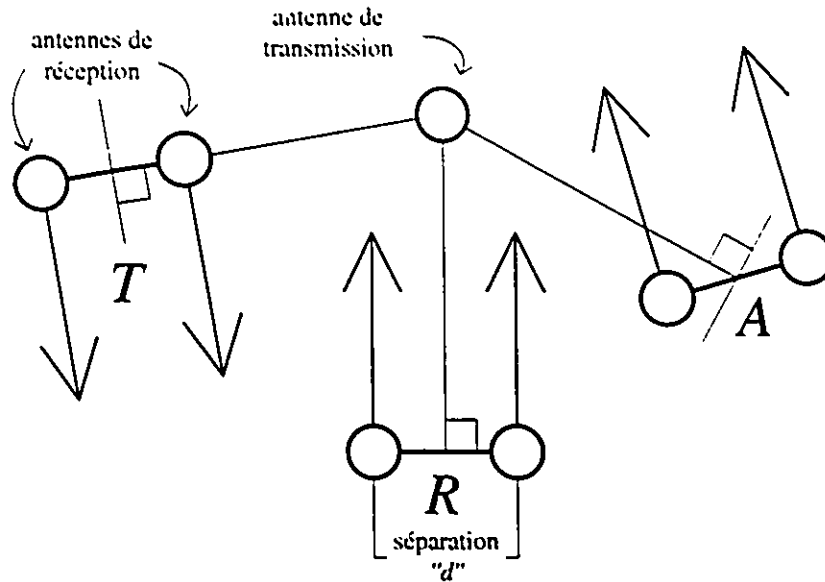 antennes de
réception
antenne de
transmission
T
A
R
séparation
"d"